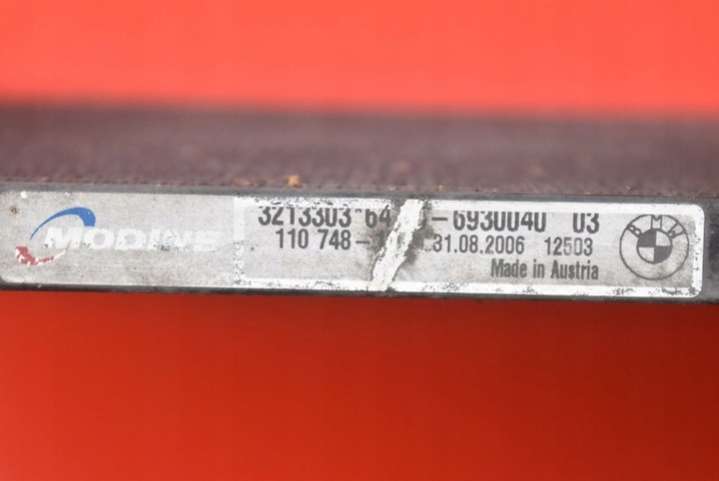 MODINE
3213303 64 -6930040 03
110 748- 31.08.2006 12503
Made in Austria
BMW